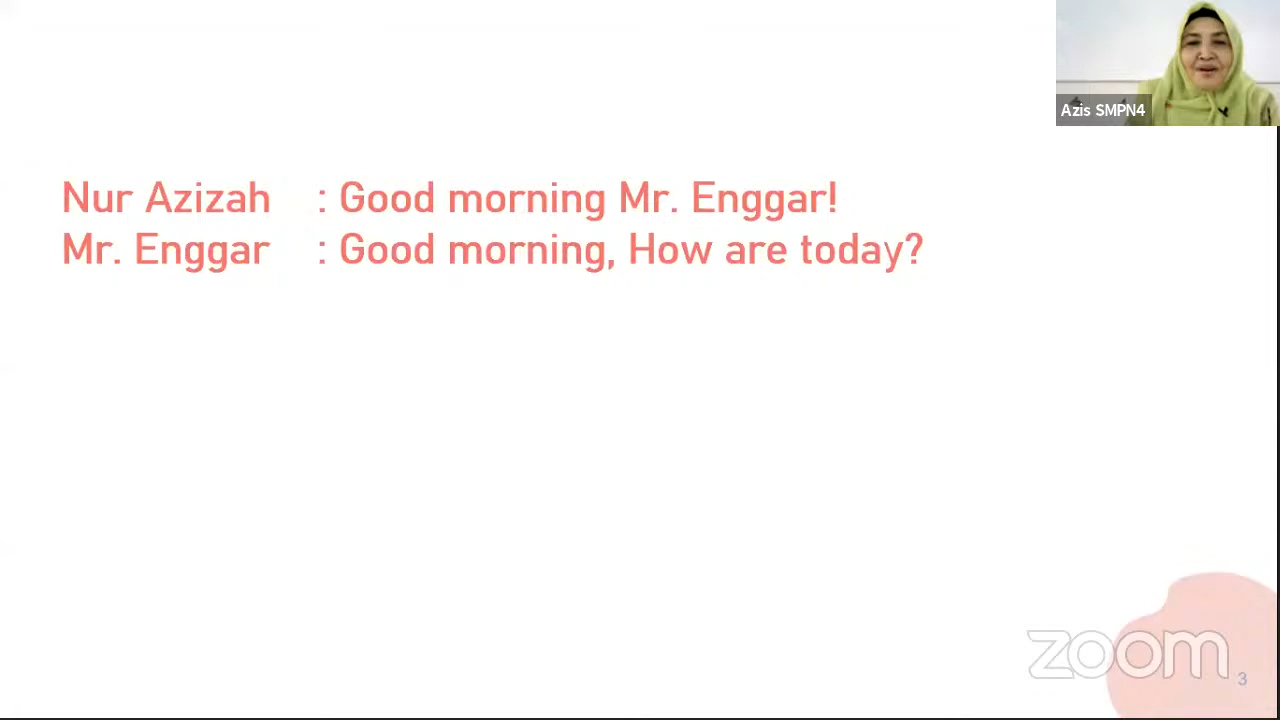 Azis SMPN4
Nur Azizah : Good morning Mr. Enggar!
Mr. Enggar : Good morning, How are today?
zoom
3